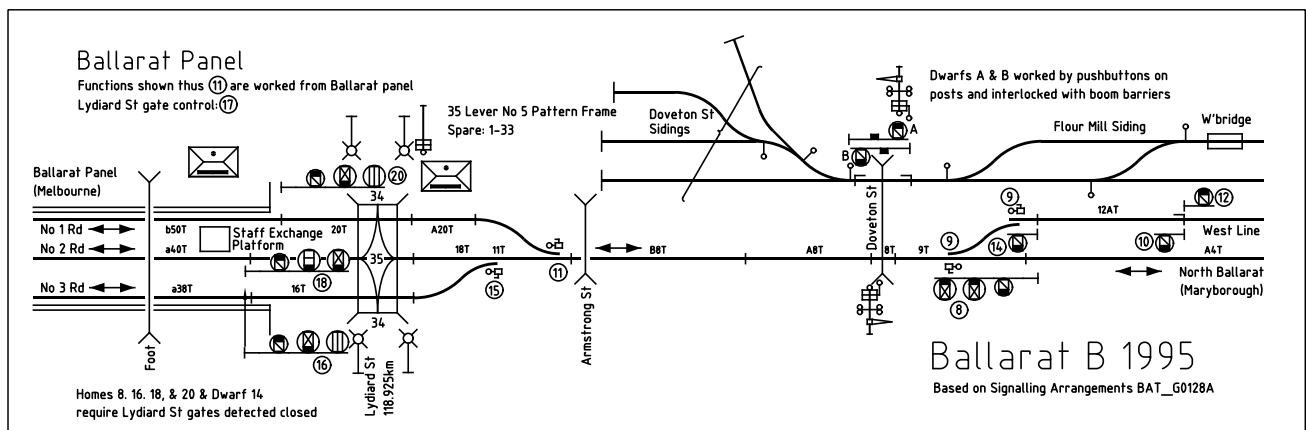 Ballarat Panel
Functions shown thus 11 are worked from Ballarat panel
Lydiard St gate control: 17
35 Lever No 5 Pattern Frame
Spare: 1-33
Doveton St
Sidings
A
B
Dwarfs A & B worked by pushbuttons on
posts and interlocked with boom barriers
Flour Mill Siding
W'bridge
Ballarat Panel
(Melbourne)
20
34
9
12AT
12
No 1 Rd
b50T
Staff Exchange
Platform
20T
A20T
Doveton St
West Line
No 2 Rd
a40T
35
18T
11T
B8T
A8T
8T
9T
9
14
10
A4T
18
11
No 3 Rd
a38T
16T
15
North Ballarat
(Maryborough)
34
8
Foot
16
Lydiard St
118.925km
Armstrong St
Ballarat B 1995
Based on Signalling Arrangements BAT_G0128A
Homes 8. 16. 18, & 20 & Dwarf 14
require Lydiard St gates detected closed